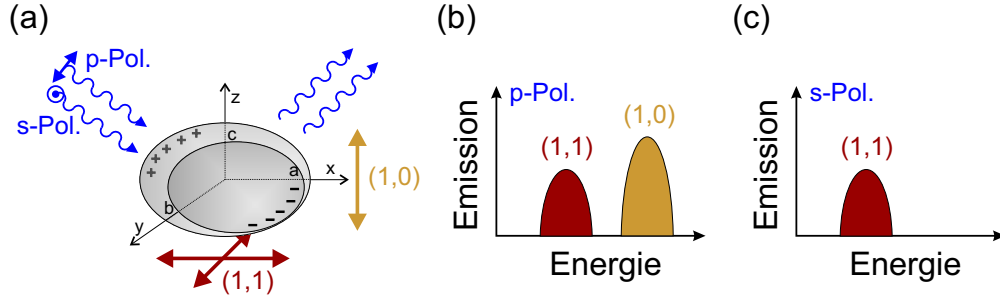 (a)
p-Pol.
s-Pol.
z
c
a
x
b
y
(1,0)
(1,1)
(b)
Emission
p-Pol.
(1,1)
(1,0)
Energie
(c)
Emission
s-Pol.
(1,1)
Energie